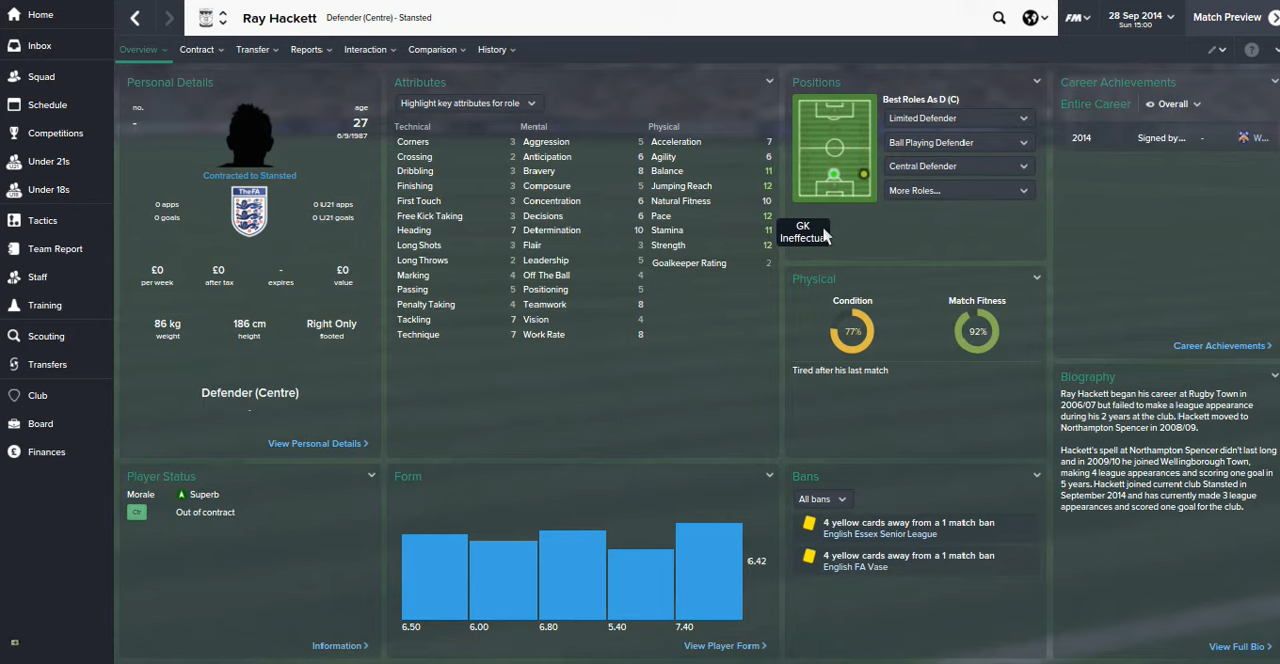 Home
Inbox
Squad
Schedule
Competitions
Under 21s
Under 18s
Tactics
Team Report
Staff
Training
Scouting
Transfers
Club
Board
Finances
Ray Hackett
Defender (Centre) - Stansted
FM
28 Sep 2014
Sun 15:00
Match Preview
Overview
Contract
Transfer
Reports
Interaction
Comparison
History
?
Personal Details
no.
-
age
27
6/9/1987
Contracted to Stansted
The FA
0 apps
0 goals
0 U21 apps
0 U21 goals
£0
per week
£0
after tax
-
expires
£0
value
86 kg
weight
186 cm
height
Right Only
footed
Defender (Centre)
-
View Personal Details >
Attributes
Highlight key attributes for role
Technical
Corners 3
Crossing 2
Dribbling 3
Finishing 3
First Touch 3
Free Kick Taking 3
Heading 7
Long Shots 3
Long Throws 2
Marking 4
Passing 5
Penalty Taking 4
Tackling 7
Technique 7
Mental
Aggression 5
Anticipation 6
Bravery 8
Composure 5
Concentration 6
Decisions 6
Determination 10
Flair 3
Leadership 5
Off The Ball 4
Positioning 5
Teamwork 8
Vision 4
Work Rate 8
Physical
Acceleration 7
Agility 6
Balance 11
Jumping Reach 12
Natural Fitness 10
Pace 12
Stamina 11
Strength 12
Goalkeeper Rating 2
Positions
Best Roles As D (C)
Limited Defender
Ball Playing Defender
Central Defender
More Roles...
GK
Ineffectual
Physical
Condition
77%
Match Fitness
92%
Tired after his last match
Career Achievements
Entire Career
Overall
2014 Signed by... - W...
Career Achievements >
Biography
Ray Hackett began his career at Rugby Town in
2006/07 but failed to make a league appearance
during his 2 years at the club. Hackett moved to
Northampton Spencer in 2008/09.
Hackett's spell at Northampton Spencer didn't last long
and in 2009/10 he joined Wellingborough Town,
making 4 league appearances and scoring one goal in
5 years. Hackett joined current club Stansted in
September 2014 and has currently made 3 league
appearances and scored one goal for the club.
View Full Bio >
Player Status
Morale Superb
Ctr Out of contract
Information >
Form
6.42
6.50 6.00 6.80 5.40 7.40
View Player Form >
Bans
All bans
4 yellow cards away from a 1 match ban
English Essex Senior League
4 yellow cards away from a 1 match ban
English FA Vase